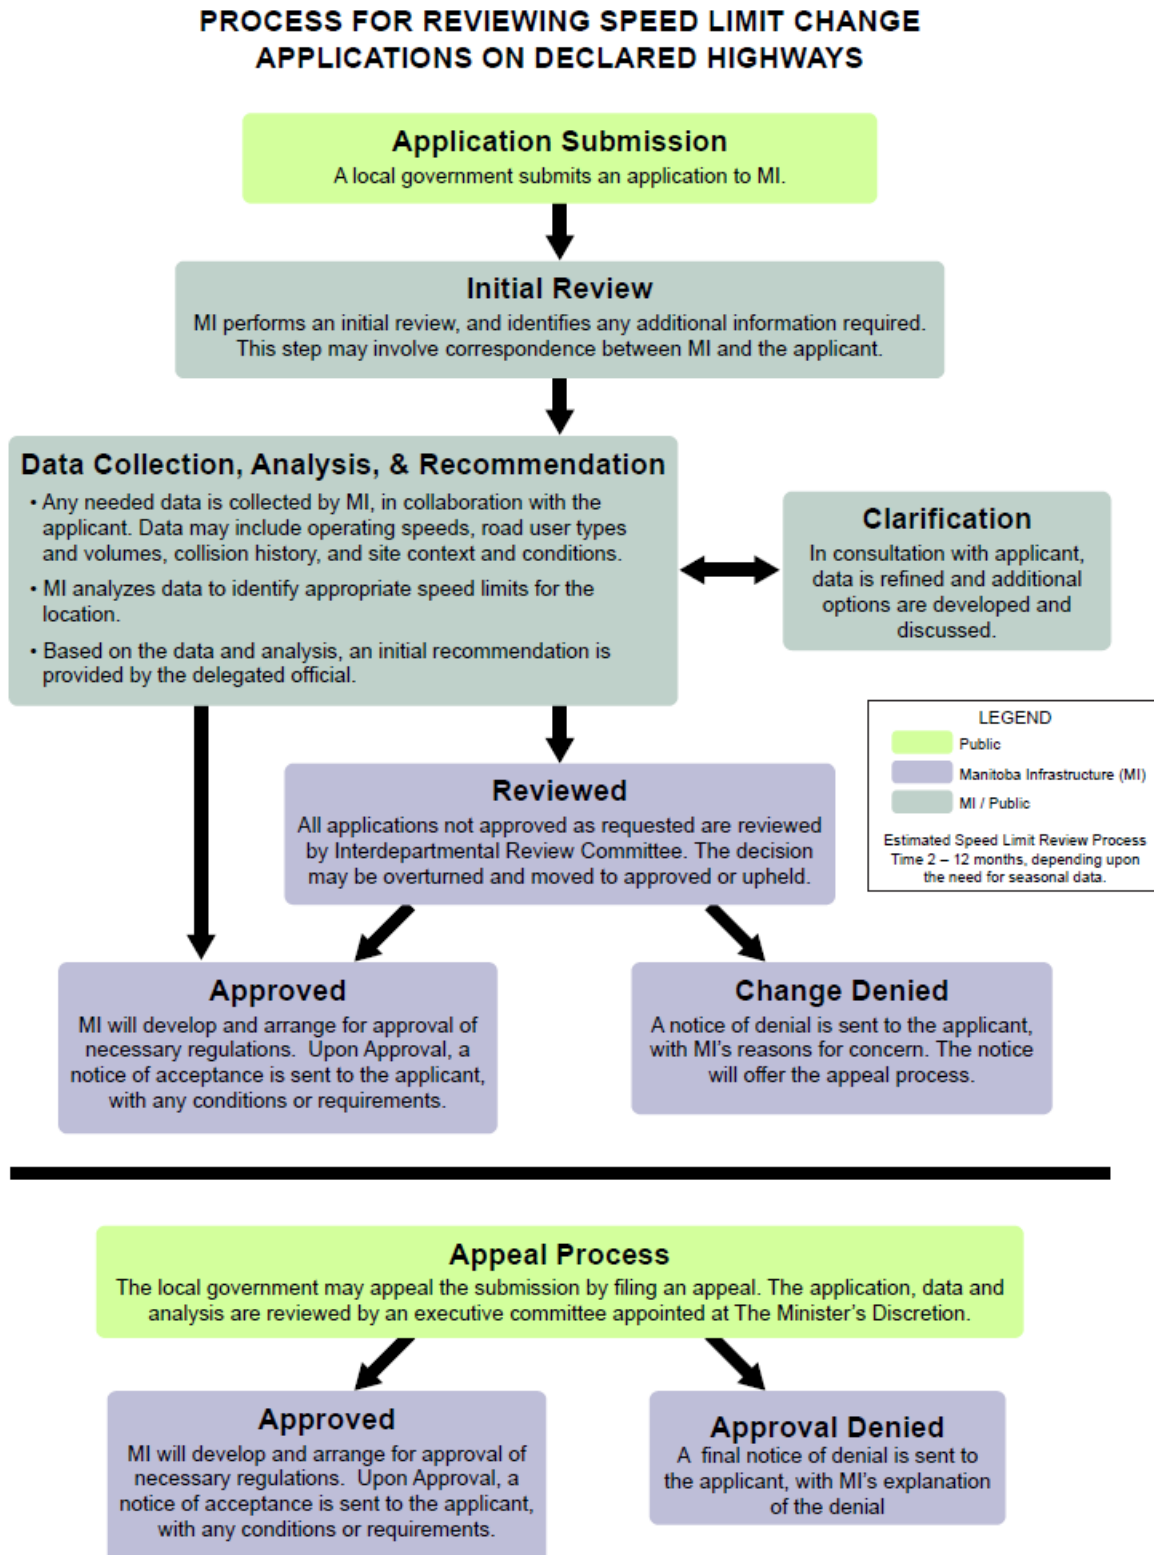 PROCESS FOR REVIEWING SPEED LIMIT CHANGE
APPLICATIONS ON DECLARED HIGHWAYS
Application Submission
A local government submits an application to MI.
Initial Review
MI performs an initial review, and identifies any additional information required.
This step may involve correspondence between MI and the applicant.
Data Collection, Analysis, & Recommendation
• Any needed data is collected by MI, in collaboration with the
applicant. Data may include operating speeds, road user types
and volumes, collision history, and site context and conditions.
• MI analyzes data to identify appropriate speed limits for the
location.
• Based on the data and analysis, an initial recommendation is
provided by the delegated official.
Clarification
In consultation with applicant,
data is refined and additional
options are developed and
discussed.
LEGEND
Public
Manitoba Infrastructure (MI)
MI / Public
Estimated Speed Limit Review Process
Time 2 – 12 months, depending upon
the need for seasonal data.
Reviewed
All applications not approved as requested are reviewed
by Interdepartmental Review Committee. The decision
may be overturned and moved to approved or upheld.
Approved
MI will develop and arrange for approval of
necessary regulations. Upon Approval, a
notice of acceptance is sent to the applicant,
with any conditions or requirements.
Change Denied
A notice of denial is sent to the applicant,
with MI's reasons for concern. The notice
will offer the appeal process.
Appeal Process
The local government may appeal the submission by filing an appeal. The application, data and
analysis are reviewed by an executive committee appointed at The Minister's Discretion.
Approved
MI will develop and arrange for approval of
necessary regulations. Upon Approval, a
notice of acceptance is sent to the applicant,
with any conditions or requirements.
Approval Denied
A final notice of denial is sent to
the applicant, with MI's explanation
of the denial